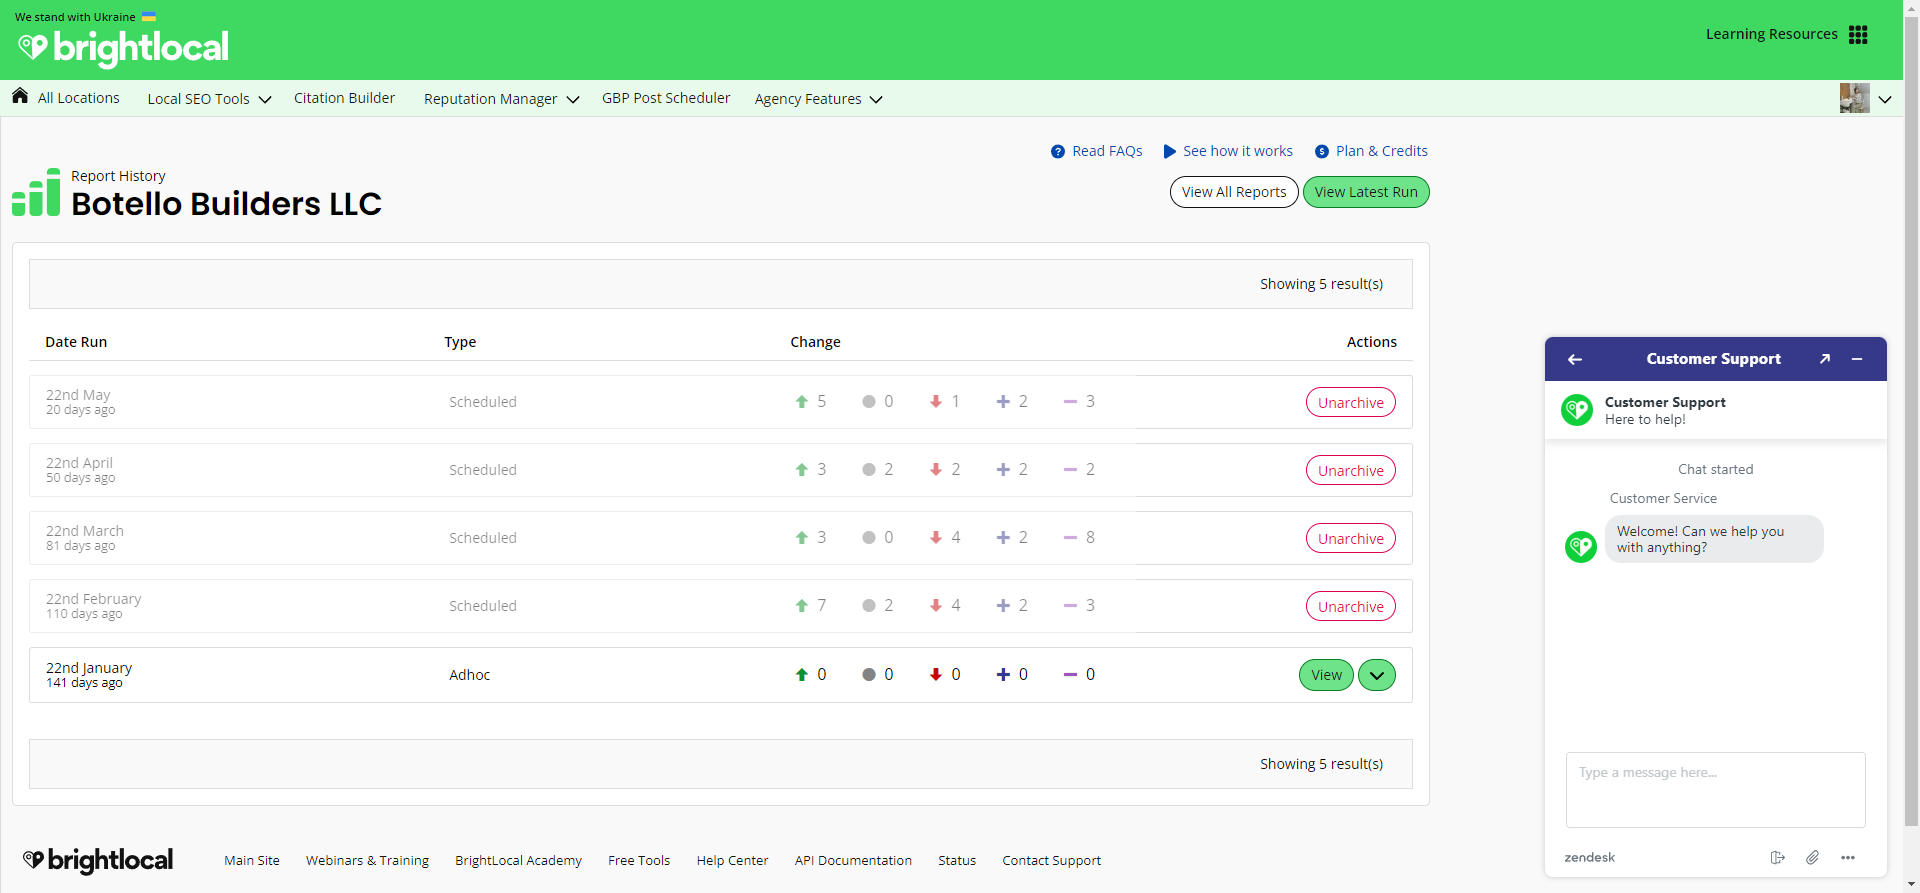 We stand with Ukraine
brightlocal
Learning Resources
All Locations
Local SEO Tools
Citation Builder
Reputation Manager
GBP Post Scheduler
Agency Features
Read FAQs
See how it works
Plan & Credits
Report History
Botello Builders LLC
View All Reports
View Latest Run
Showing 5 result(s)
Date Run Type Change Actions
22nd May
20 days ago
Scheduled 5 0 1 2 3 Unarchive
22nd April
50 days ago
Scheduled 3 2 2 2 2 Unarchive
22nd March
81 days ago
Scheduled 3 0 4 2 8 Unarchive
22nd February
110 days ago
Scheduled 7 2 4 2 3 Unarchive
22nd January
141 days ago
Adhoc 0 0 0 0 0 View
Showing 5 result(s)
brightlocal
Main Site
Webinars & Training
BrightLocal Academy
Free Tools
Help Center
API Documentation
Status
Contact Support
Customer Support
Customer Support
Here to help!
Chat started
Customer Service
Welcome! Can we help you
with anything?
Type a message here...
zendesk